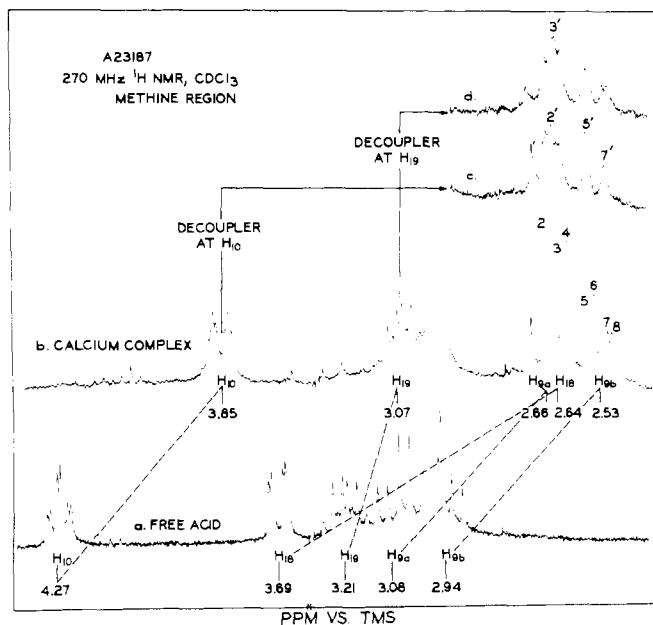 A23187
270 MHz ¹H NMR, CDCl₃
METHINE REGION
3'
d.
DECOUPLER
AT H₁₉
2'
5'
7'
c.
DECOUPLER
AT H₁₀
2
3
4
5
6
7
8
b. CALCIUM COMPLEX
H₁₀
3.85
H₁₉
3.07
H₉ₐ
2.66
H₁₈
2.64
H₉b
2.53
a. FREE ACID
H₁₀
4.27
H₁₈
3.69
H₁₉
3.21
H₉ₐ
3.08
H₉b
2.94
PPM VS. TMS